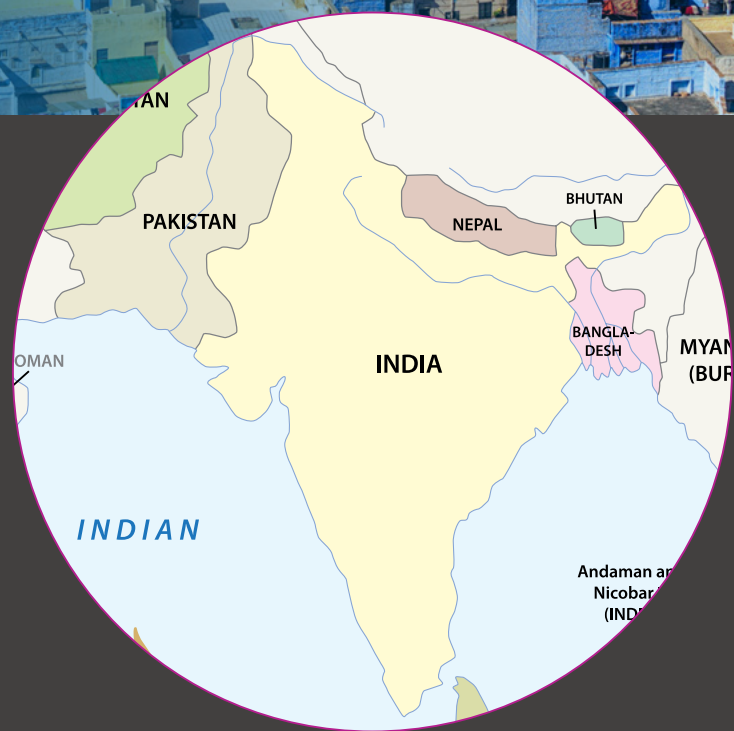 TAN
PAKISTAN
BHUTAN
NEPAL
BANGLA-
DESH
OMAN
INDIA
MYAN
(BUR
INDIAN
Andaman an
Nicobar
(INDI